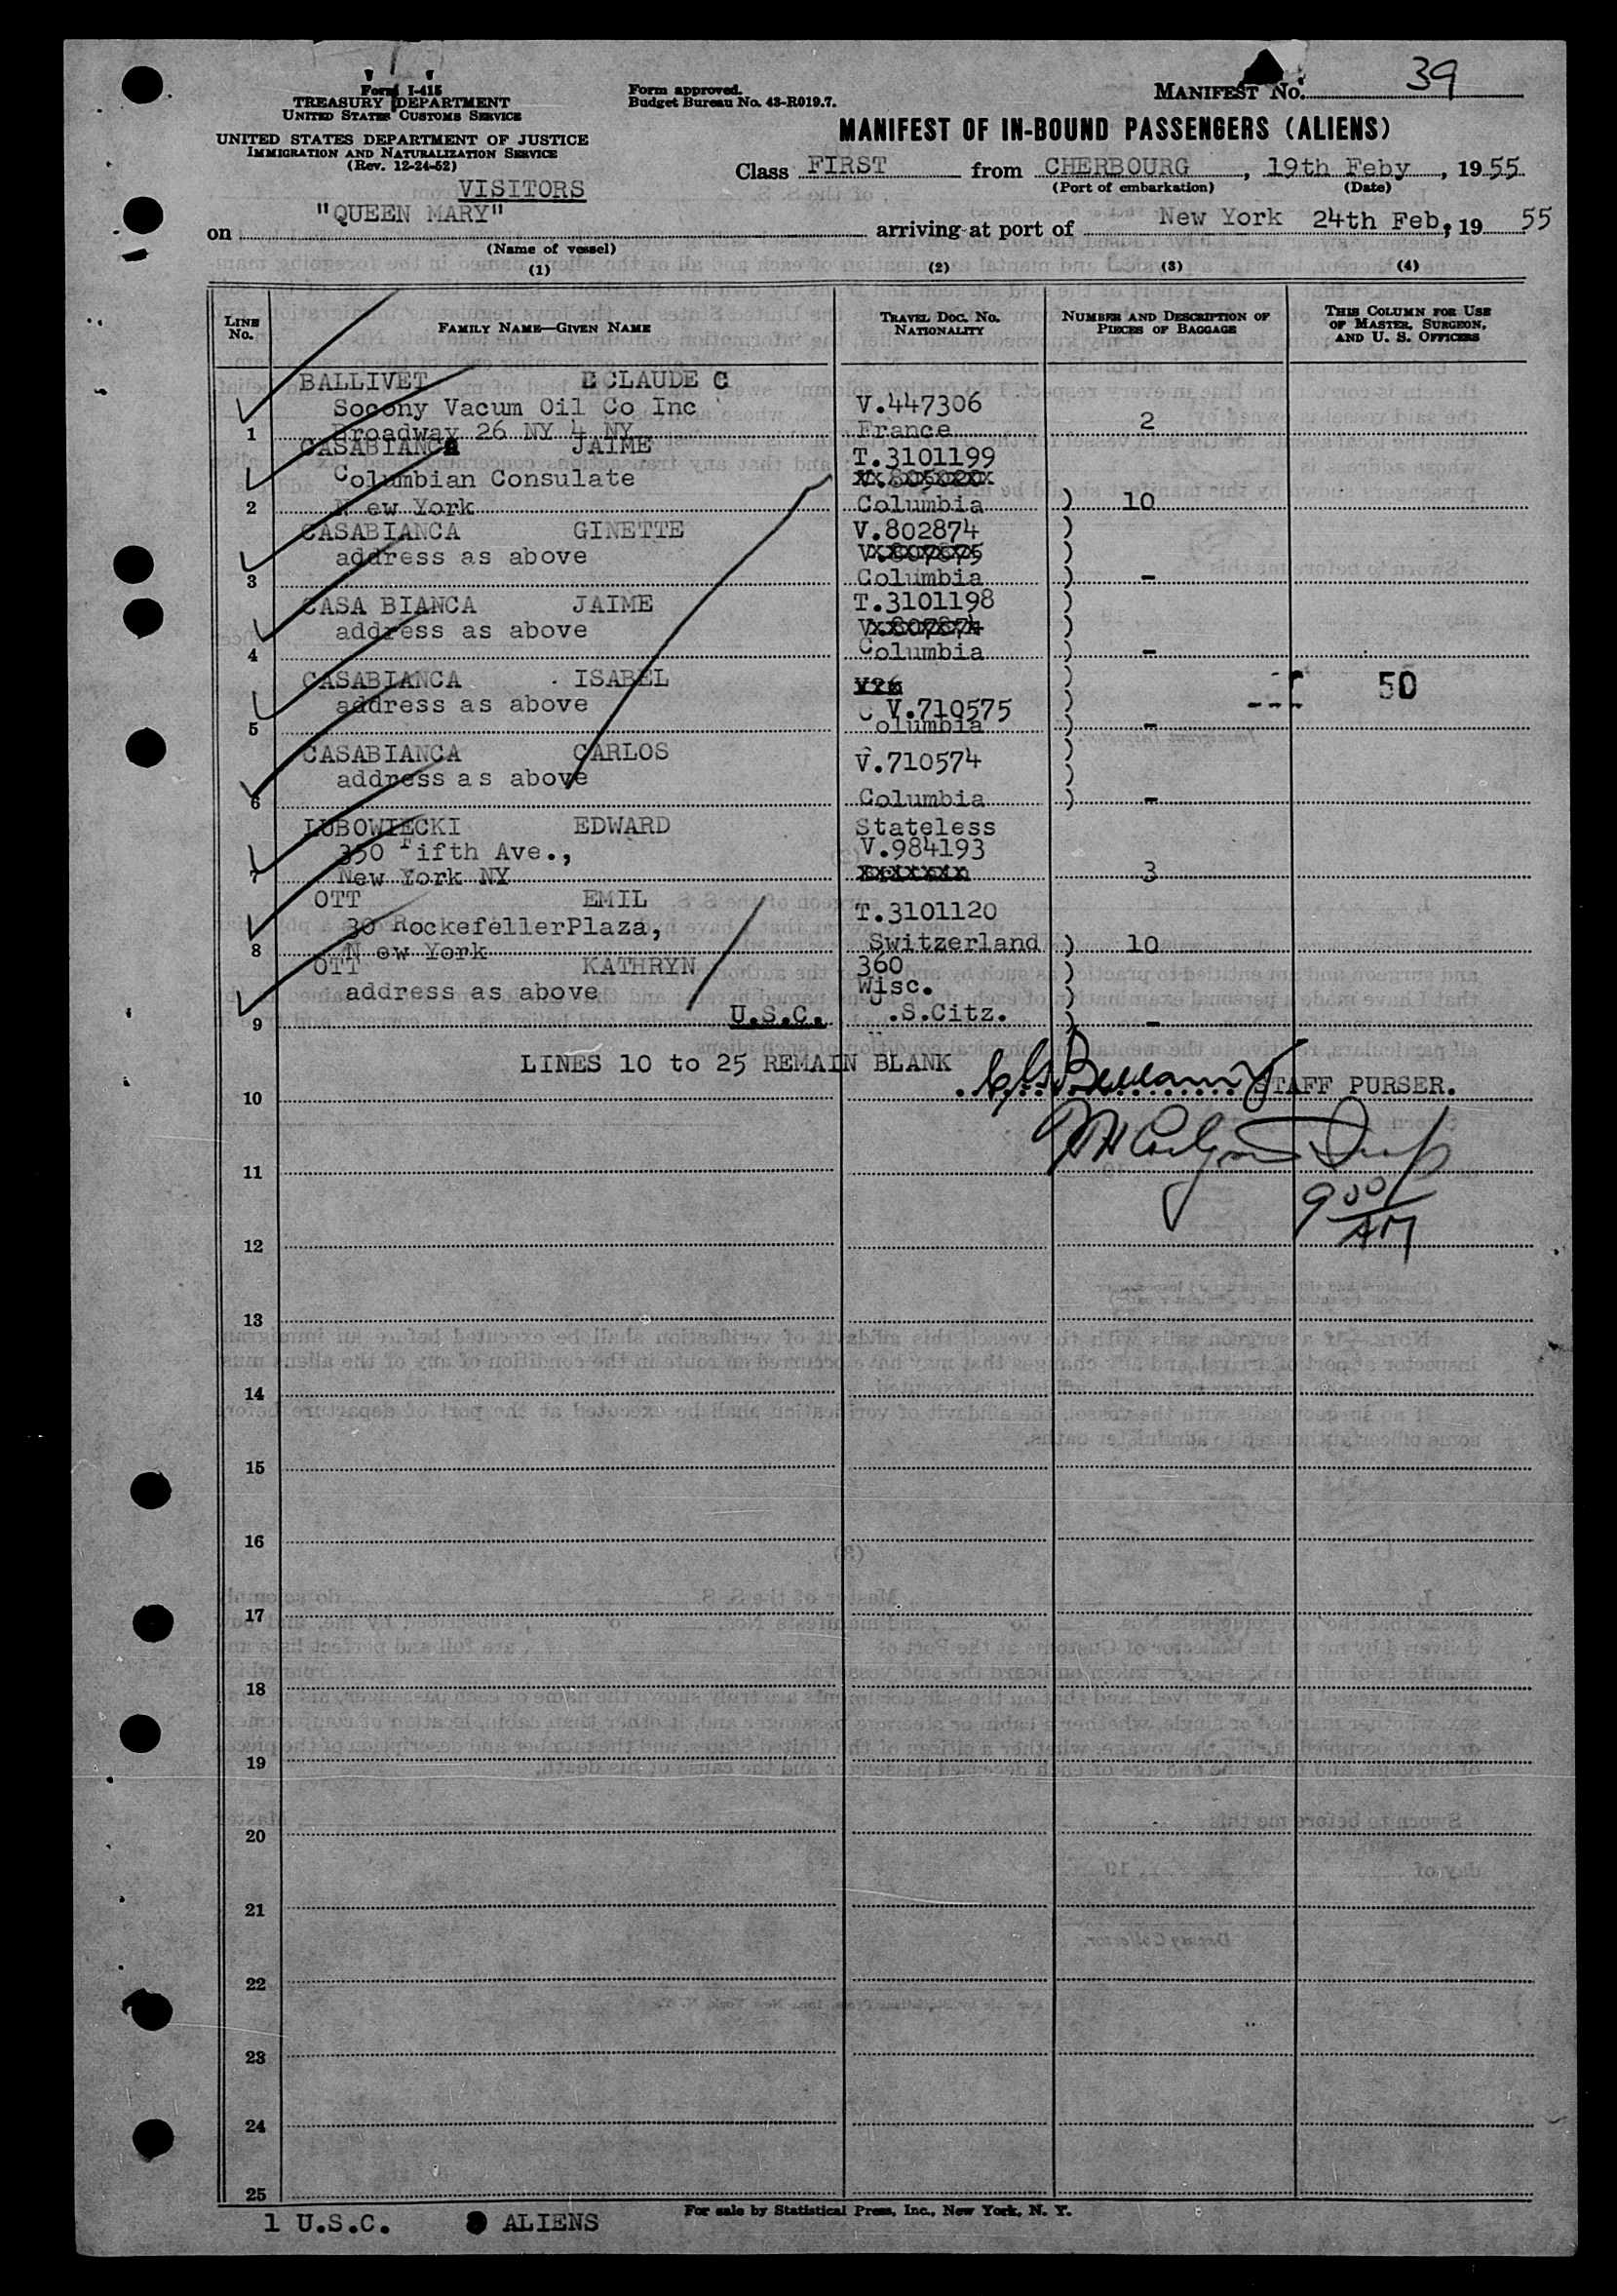 Form I-415
TREASURY DEPARTMENT
UNITED STATES CUSTOMS SERVICE
UNITED STATES DEPARTMENT OF JUSTICE
IMMIGRATION AND NATURALIZATION SERVICE
(Rev. 12-24-52)
Form approved.
Budget Bureau No. 43-R019.7.
MANIFEST No. 39
MANIFEST OF IN-BOUND PASSENGERS (ALIENS)
Class FIRST from CHERBOURG, 19th Feby, 1955
(Port of embarkation) (Date)
VISITORS
on "QUEEN MARY" arriving at port of New York 24th Feb, 19 55
(Name of vessel)
(1) (2) (3) (4)
LINE No. FAMILY NAME—GIVEN NAME TRAVEL DOC. NO. NATIONALITY NUMBER AND DESCRIPTION OF PIECES OF BAGGAGE THIS COLUMN FOR USE OF MASTER, SURGEON, AND U. S. OFFICERS
BALLIVET CLAUDE C
Socony Vacum Oil Co Inc V.447306
1 Broadway 26 NY 4 NY France 2
CASABIANCA JAIME T.3101199
Columbian Consulate
2 New York Columbia ) 10
CASABIANCA GINETTE V.802874 )
address as above )
3 Columbia ) -
CASA BIANCA JAIME T.3101198 )
address as above )
4 Columbia ) -
CASABIANCA ISABEL ) 50
address as above V.710575 )
5 Columbia ) -
CASABIANCA CARLOS V.710574 )
address as above )
6 Columbia ) -
LUBOWIECKI EDWARD Stateless
350 Fifth Ave., V.984193
7 New York NY 3
OTT EMIL T.3101120
30 RockefellerPlaza,
8 New York Switzerland ) 10
OTT KATHRYN 360 )
address as above Wisc. )
9 U.S.C. U.S.Citz. ) -
LINES 10 to 25 REMAIN BLANK
10 STAFF PURSER.
11
9 00/AM
12
13
14
15
16
17
18
19
20
21
22
23
24
25
For sale by Statistical Press, Inc., New York, N. Y.
1 U.S.C. ALIENS